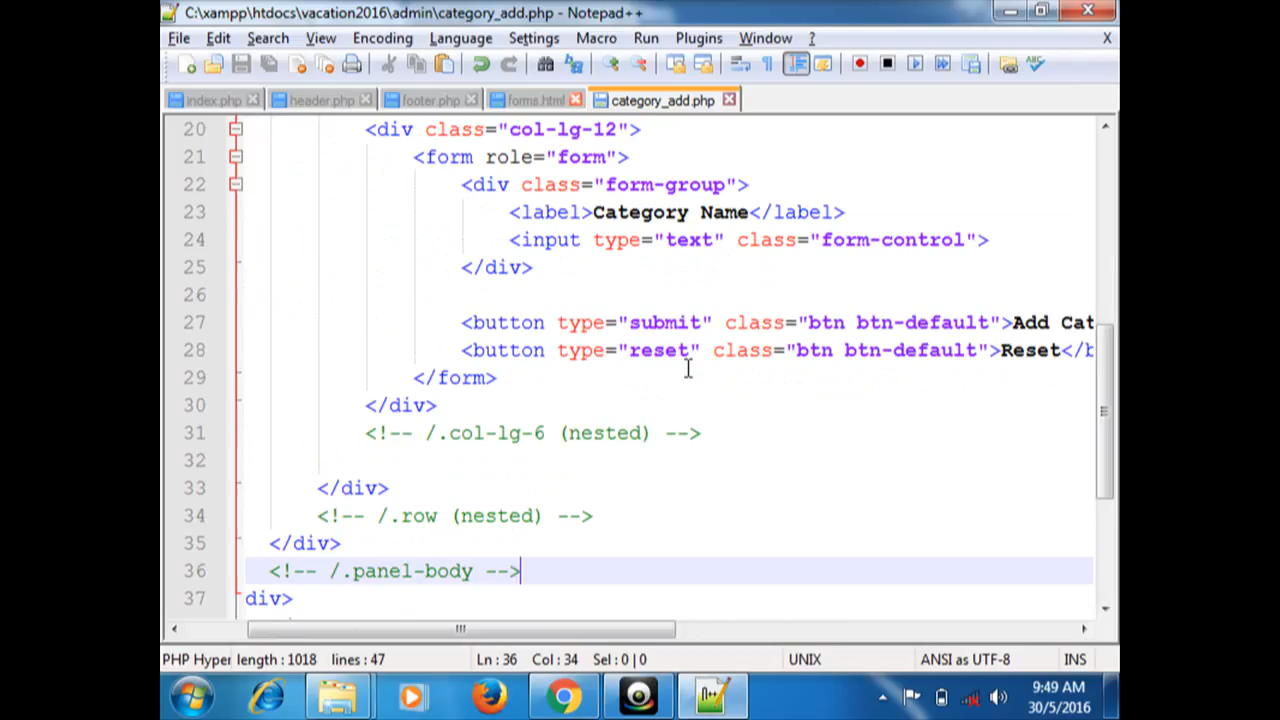 C:\xampp\htdocs\vacation2016\admin\category_add.php - Notepad++
File Edit Search View Encoding Language Settings Macro Run Plugins Window ? X
index.php header.php footer.php forms.html category_add.php
20 <div class="col-lg-12">
21 <form role="form">
22 <div class="form-group">
23 <label>Category Name</label>
24 <input type="text" class="form-control">
25 </div>
26
27 <button type="submit" class="btn btn-default">Add Cat
28 <button type="reset" class="btn btn-default">Reset</b
29 </form>
30 </div>
31 <!-- /.col-lg-6 (nested) -->
32
33 </div>
34 <!-- /.row (nested) -->
35 </div>
36 <!-- /.panel-body -->
37 div>
PHP Hyper length : 1018 lines : 47 Ln : 36 Col : 34 Sel : 0 | 0 UNIX ANSI as UTF-8 INS
9:49 AM
30/5/2016